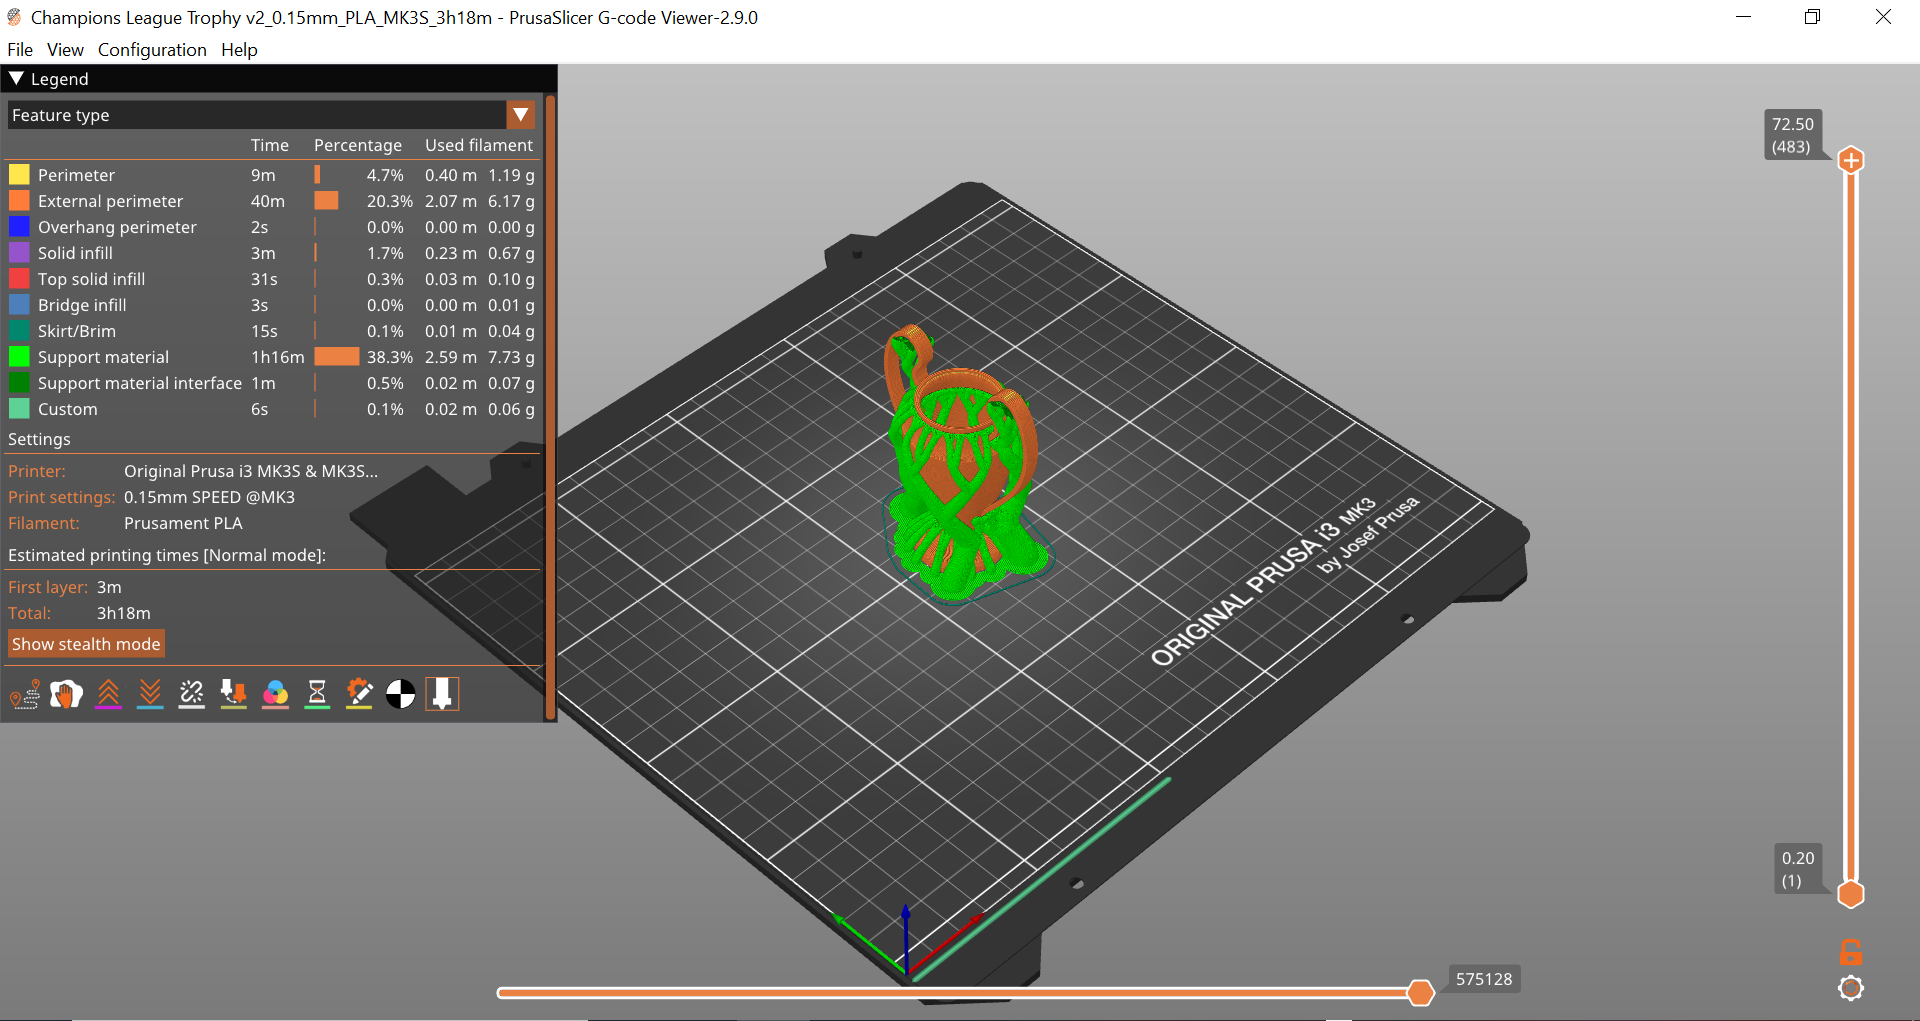 Champions League Trophy v2_0.15mm_PLA_MK3S_3h18m - PrusaSlicer G-code Viewer-2.9.0
File View Configuration Help
Legend
Feature type
Time Percentage Used filament
Perimeter 9m 4.7% 0.40 m 1.19 g
External perimeter 40m 20.3% 2.07 m 6.17 g
Overhang perimeter 2s 0.0% 0.00 m 0.00 g
Solid infill 3m 1.7% 0.23 m 0.67 g
Top solid infill 31s 0.3% 0.03 m 0.10 g
Bridge infill 3s 0.0% 0.00 m 0.01 g
Skirt/Brim 15s 0.1% 0.01 m 0.04 g
Support material 1h16m 38.3% 2.59 m 7.73 g
Support material interface 1m 0.5% 0.02 m 0.07 g
Custom 6s 0.1% 0.02 m 0.06 g
Settings
Printer: Original Prusa i3 MK3S & MK3S...
Print settings: 0.15mm SPEED @MK3
Filament: Prusament PLA
Estimated printing times [Normal mode]:
First layer: 3m
Total: 3h18m
Show stealth mode
72.50
(483)
ORIGINAL PRUSA i3 MK3
by Josef Prusa
0.20
(1)
575128